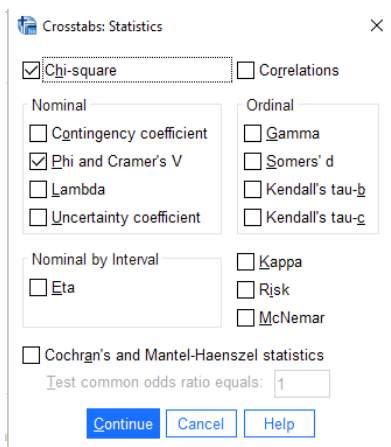 Crosstabs: Statistics
Chi-square
Correlations
Nominal
Contingency coefficient
Phi and Cramer's V
Lambda
Uncertainty coefficient
Ordinal
Gamma
Somers' d
Kendall's tau-b
Kendall's tau-c
Nominal by Interval
Eta
Kappa
Risk
McNemar
Cochran's and Mantel-Haenszel statistics
Test common odds ratio equals: 1
Continue Cancel Help